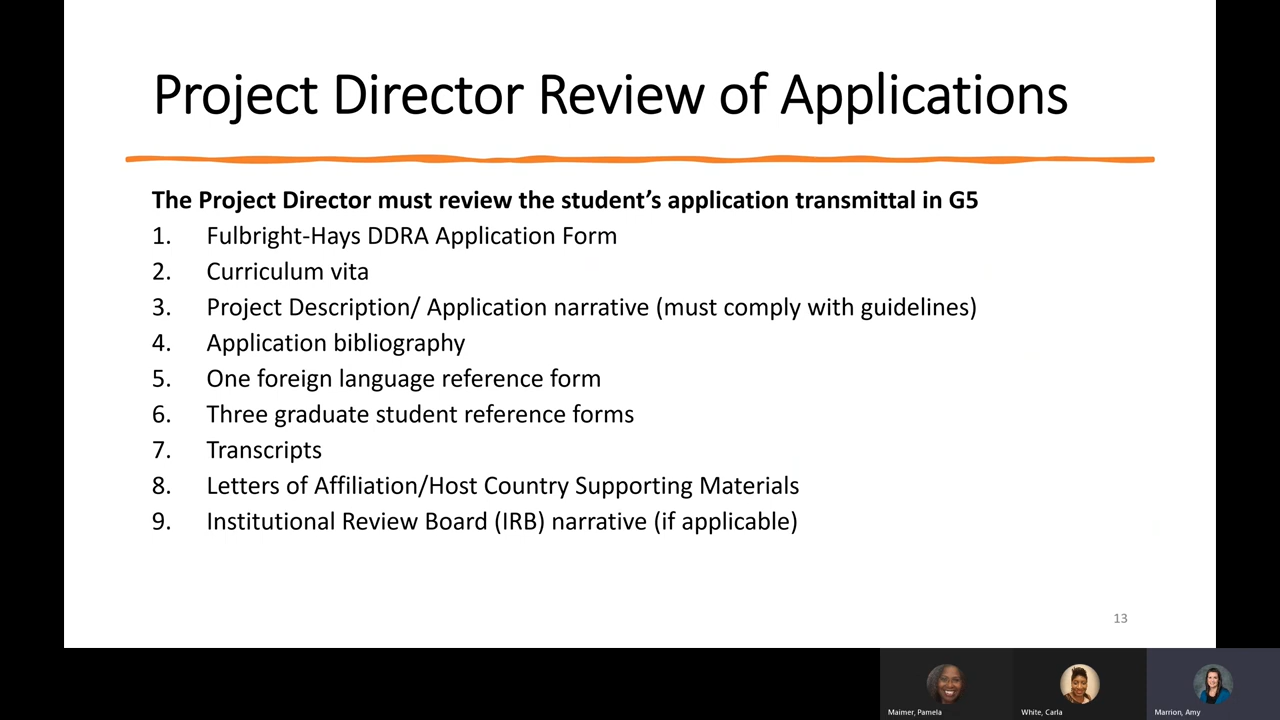 Project Director Review of Applications
The Project Director must review the student’s application transmittal in G5
1. Fulbright-Hays DDRA Application Form
2. Curriculum vita
3. Project Description/ Application narrative (must comply with guidelines)
4. Application bibliography
5. One foreign language reference form
6. Three graduate student reference forms
7. Transcripts
8. Letters of Affiliation/Host Country Supporting Materials
9. Institutional Review Board (IRB) narrative (if applicable)
13
Maimer, Pamela
White, Carla
Marrion, Amy